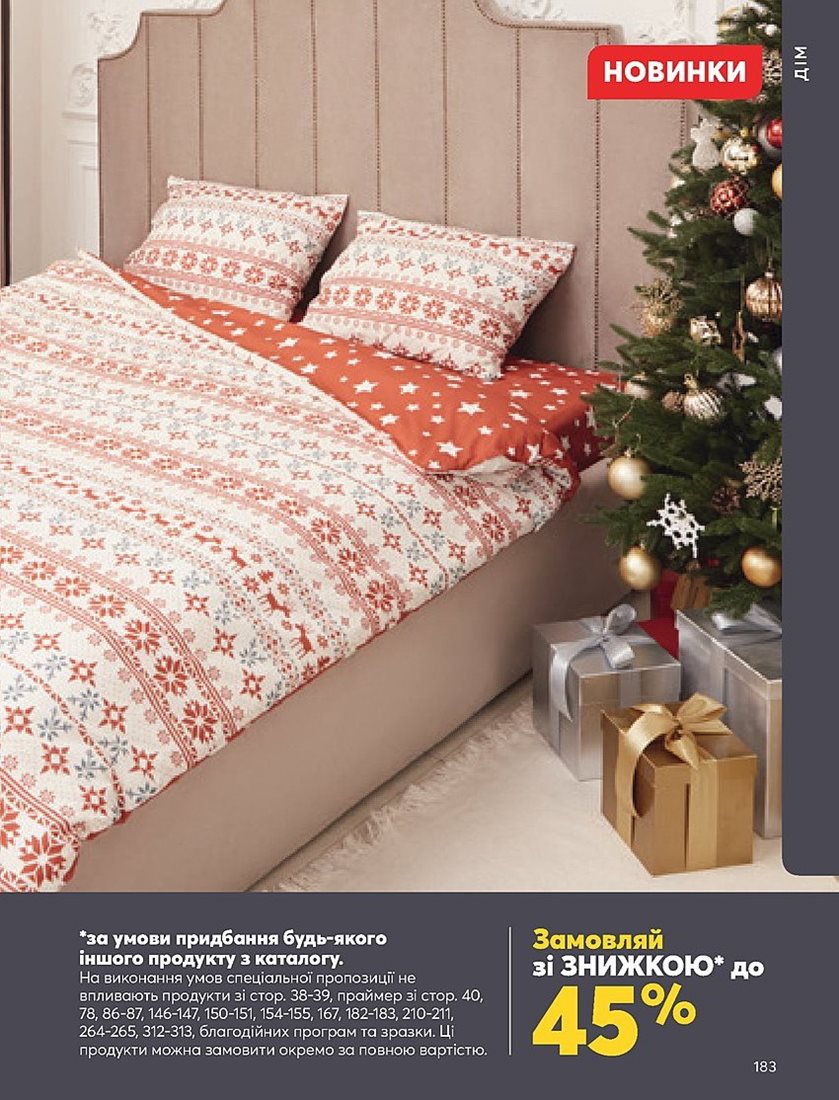 НОВИНКИ
ДІМ
*за умови придбання будь-якого
іншого продукту з каталогу.
На виконання умов спеціальної пропозиції не
впливають продукти зі стор. 38-39, праймер зі стор. 40,
78, 86-87, 146-147, 150-151, 154-155, 167, 182-183, 210-211,
264-265, 312-313, благодійних програм та зразки. Ці
продукти можна замовити окремо за повною вартістю.
Замовляй
зі ЗНИЖКОЮ* до
45%
183